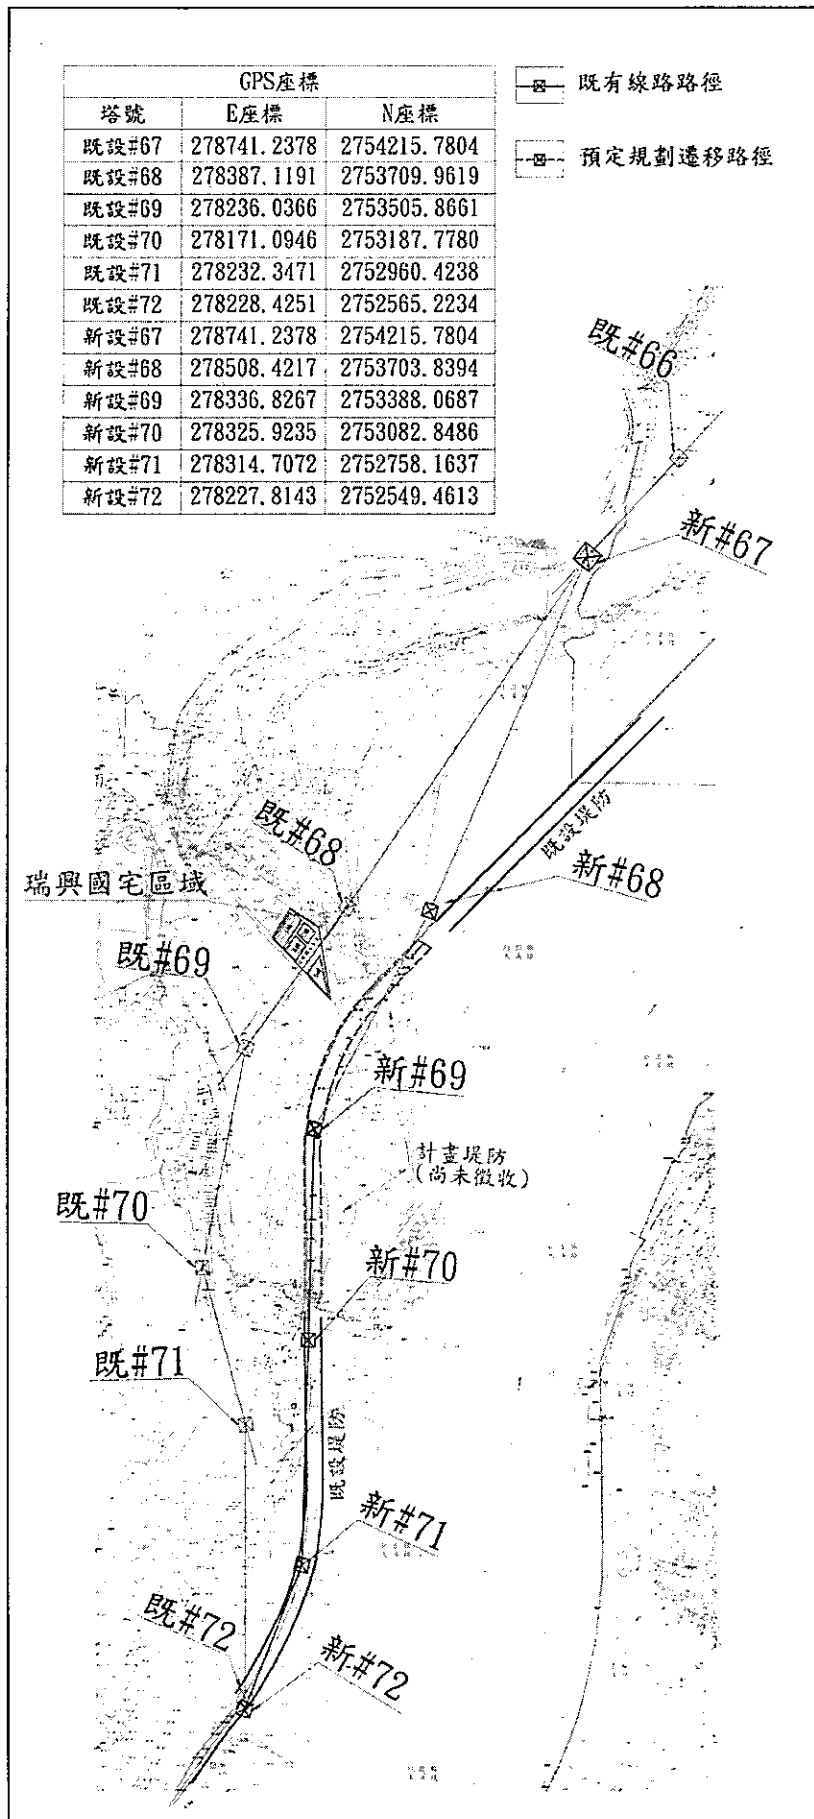 GPS座標
塔號 E座標 N座標
既設#67 278741.2378 2754215.7804
既設#68 278387.1191 2753709.9619
既設#69 278236.0366 2753505.8661
既設#70 278171.0946 2753187.7780
既設#71 278232.3471 2752960.4238
既設#72 278228.4251 2752565.2234
新設#67 278741.2378 2754215.7804
新設#68 278508.4217 2753703.8394
新設#69 278336.8267 2753388.0687
新設#70 278325.9235 2753082.8486
新設#71 278314.7072 2752758.1637
新設#72 278227.8143 2752549.4613
既有線路路徑
預定規劃遷移路徑
既#66
新#67
既設堤防
既#68
新#68
瑞興國宅區域
既#69
新#69
計畫堤防
(尚未徵收)
既#70
新#70
既#71
既設堤防
新#71
既#72
新#72